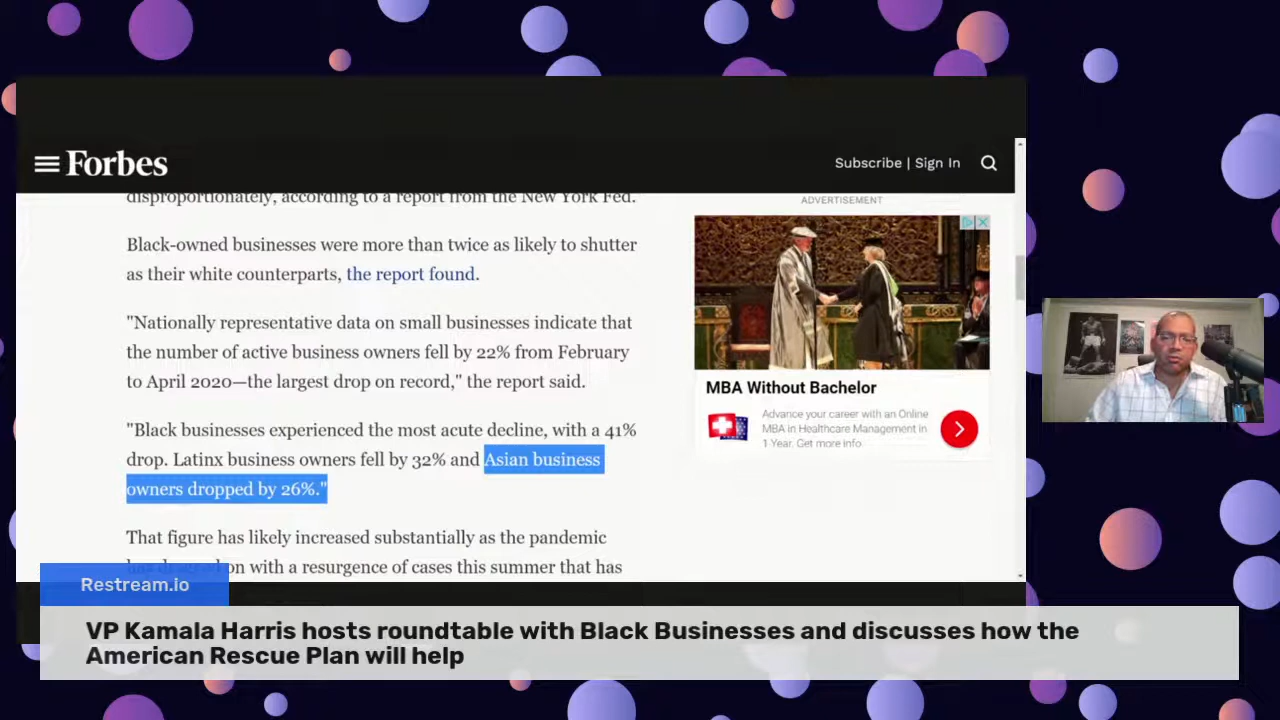 Forbes
Subscribe | Sign In
disproportionately, according to a report from the New York Fed.
Black-owned businesses were more than twice as likely to shutter
as their white counterparts, the report found.
"Nationally representative data on small businesses indicate that
the number of active business owners fell by 22% from February
to April 2020—the largest drop on record," the report said.
"Black businesses experienced the most acute decline, with a 41%
drop. Latinx business owners fell by 32% and Asian business
owners dropped by 26%."
That figure has likely increased substantially as the pandemic
has dragged on with a resurgence of cases this summer that has
ADVERTISEMENT
MBA Without Bachelor
Advance your career with an Online
MBA in Healthcare Management in
1 Year. Get more info
Restream.io
VP Kamala Harris hosts roundtable with Black Businesses and discusses how the
American Rescue Plan will help